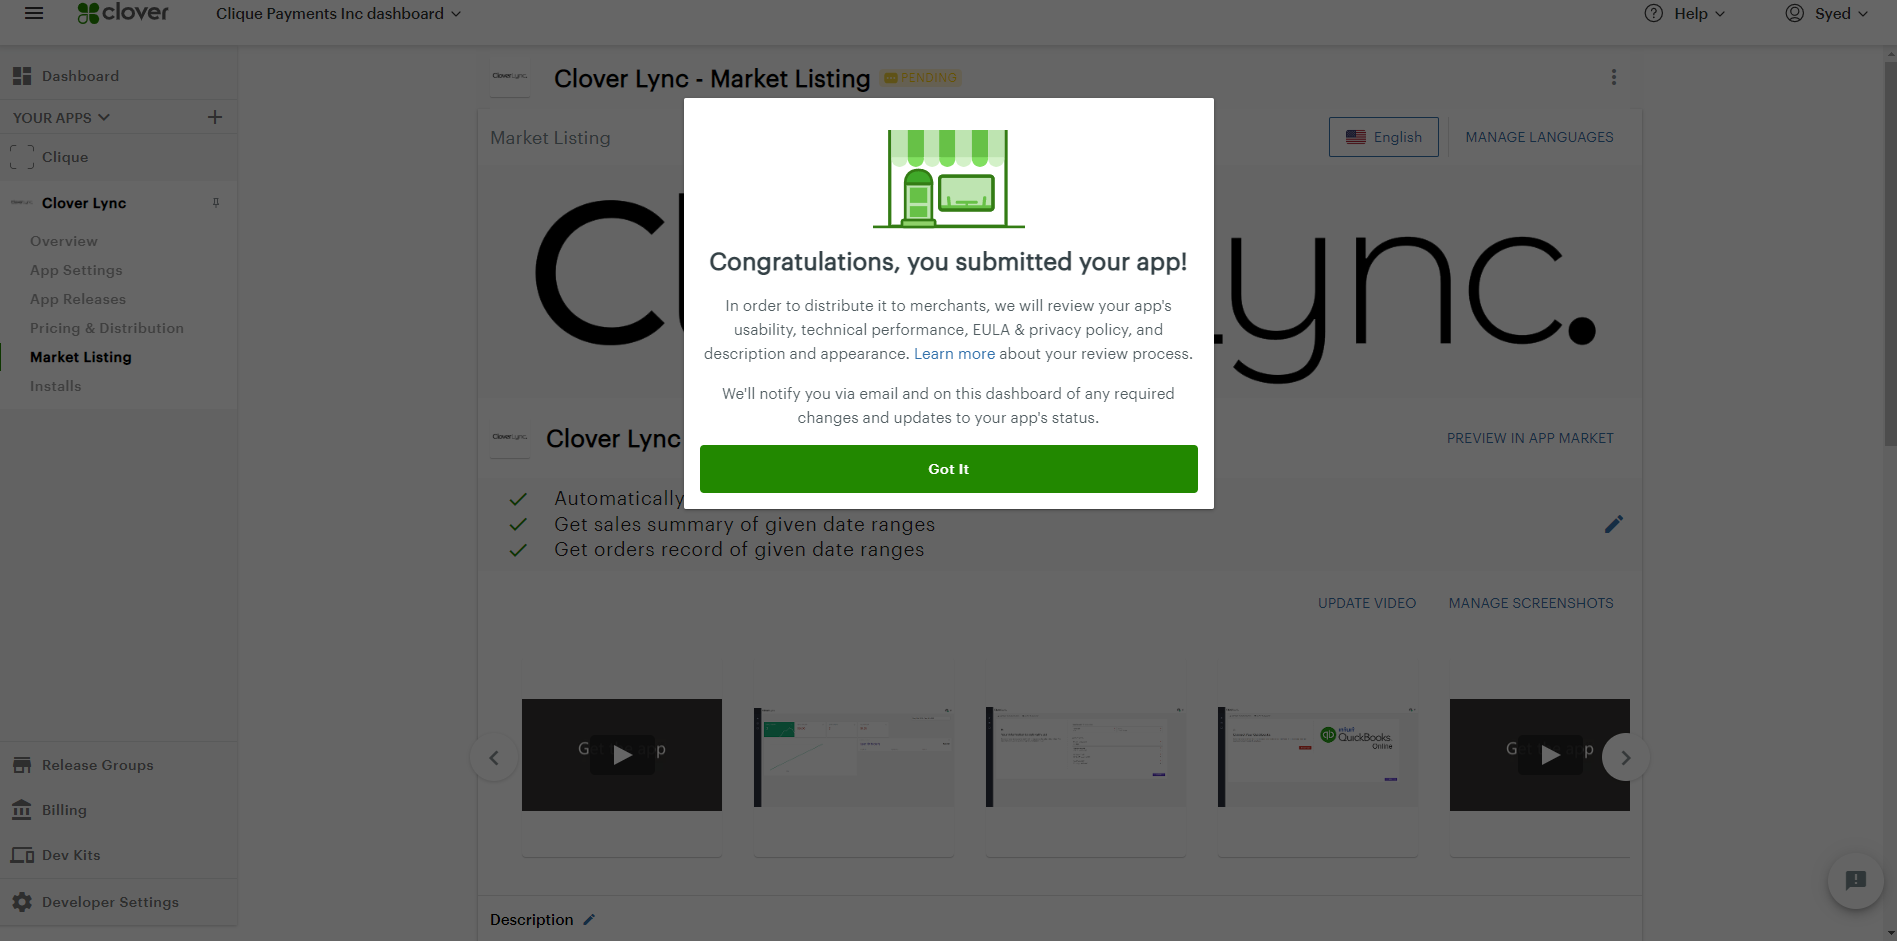 clover
Clique Payments Inc dashboard
Help
Syed
Dashboard
YOUR APPS
Clique
Clover Lync
Overview
App Settings
App Releases
Pricing & Distribution
Market Listing
Installs
Release Groups
Billing
Dev Kits
Developer Settings
Clover Lync - Market Listing
PENDING
Market Listing
English
MANAGE LANGUAGES
Congratulations, you submitted your app!
In order to distribute it to merchants, we will review your app's
usability, technical performance, EULA & privacy policy, and
description and appearance. Learn more about your review process.
We'll notify you via email and on this dashboard of any required
changes and updates to your app's status.
Got It
Clover Lync
PREVIEW IN APP MARKET
Automatically
Get sales summary of given date ranges
Get orders record of given date ranges
UPDATE VIDEO
MANAGE SCREENSHOTS
qb
QuickBooks.
Online
Description